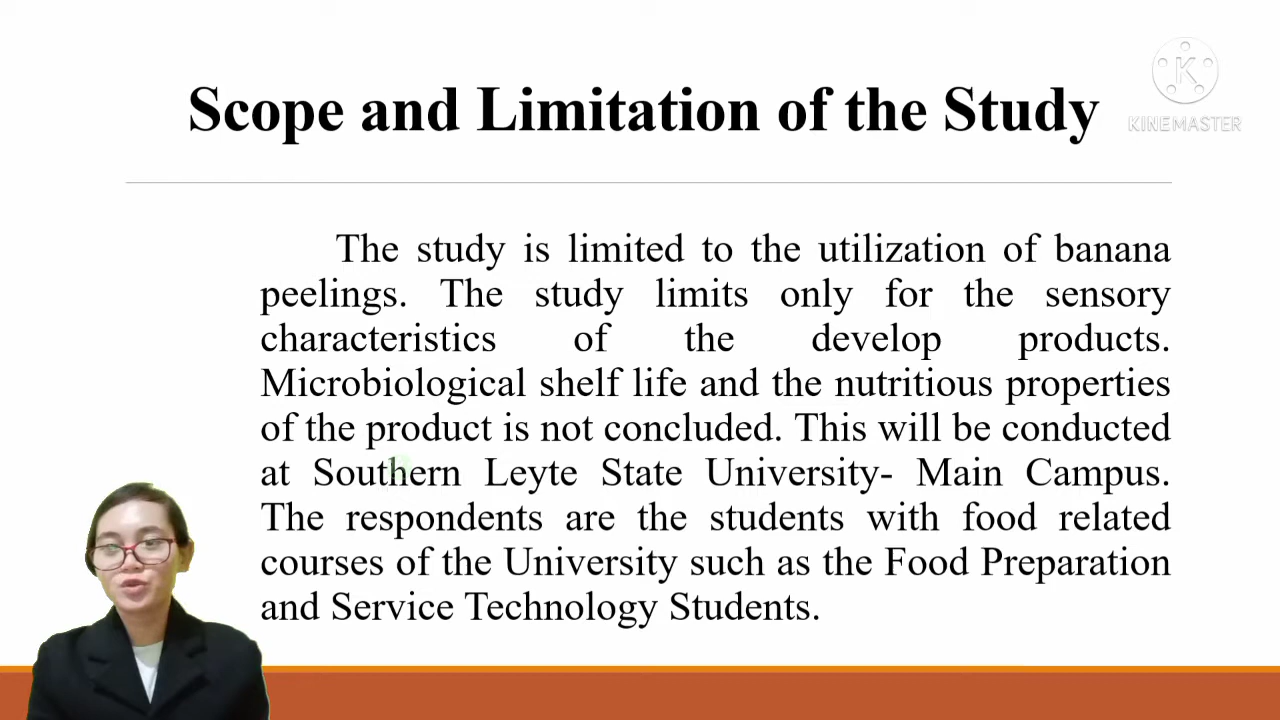 Scope and Limitation of the Study
K
KINEMASTER
The study is limited to the utilization of banana
peelings. The study limits only for the sensory
characteristics of the develop products.
Microbiological shelf life and the nutritious properties
of the product is not concluded. This will be conducted
at Southern Leyte State University- Main Campus.
The respondents are the students with food related
courses of the University such as the Food Preparation
and Service Technology Students.